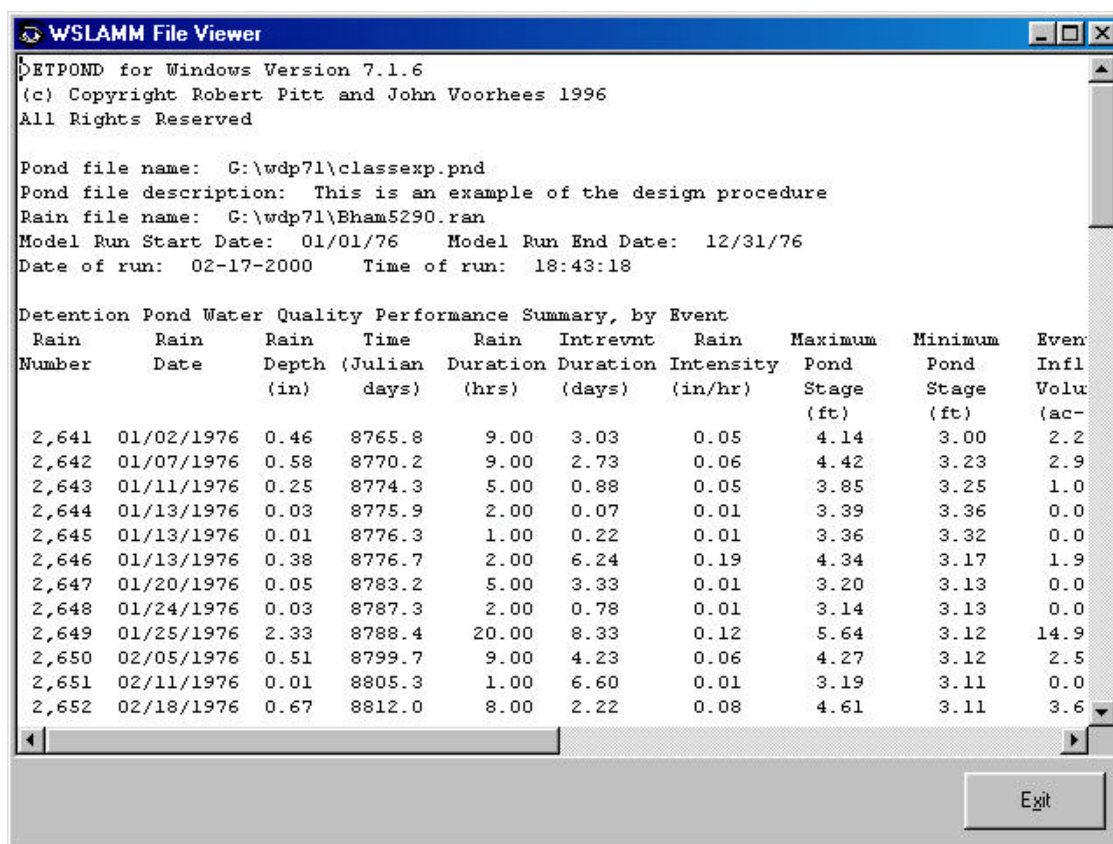 WSLAMM File Viewer
DETPOND for Windows Version 7.1.6
(c) Copyright Robert Pitt and John Voorhees 1996
All Rights Reserved
Pond file name: G:\wdp71\classexp.pnd
Pond file description: This is an example of the design procedure
Rain file name: G:\wdp71\Bham5290.ran
Model Run Start Date: 01/01/76 Model Run End Date: 12/31/76
Date of run: 02-17-2000 Time of run: 18:43:18
Detention Pond Water Quality Performance Summary, by Event
Rain Rain Rain Time Rain Intrevnt Rain Maximum Minimum Even
Number Date Depth (Julian Duration Duration Intensity Pond Pond Infl
(in) days) (hrs) (days) (in/hr) Stage Stage Volu
(ft) (ft) (ac-
2,641 01/02/1976 0.46 8765.8 9.00 3.03 0.05 4.14 3.00 2.2
2,642 01/07/1976 0.58 8770.2 9.00 2.73 0.06 4.42 3.23 2.9
2,643 01/11/1976 0.25 8774.3 5.00 0.88 0.05 3.85 3.25 1.0
2,644 01/13/1976 0.03 8775.9 2.00 0.07 0.01 3.39 3.36 0.0
2,645 01/13/1976 0.01 8776.3 1.00 0.22 0.01 3.36 3.32 0.0
2,646 01/13/1976 0.38 8776.7 2.00 6.24 0.19 4.34 3.17 1.9
2,647 01/20/1976 0.05 8783.2 5.00 3.33 0.01 3.20 3.13 0.0
2,648 01/24/1976 0.03 8787.3 2.00 0.78 0.01 3.14 3.13 0.0
2,649 01/25/1976 2.33 8788.4 20.00 8.33 0.12 5.64 3.12 14.9
2,650 02/05/1976 0.51 8799.7 9.00 4.23 0.06 4.27 3.12 2.5
2,651 02/11/1976 0.01 8805.3 1.00 6.60 0.01 3.19 3.11 0.0
2,652 02/18/1976 0.67 8812.0 8.00 2.22 0.08 4.61 3.11 3.6
Exit